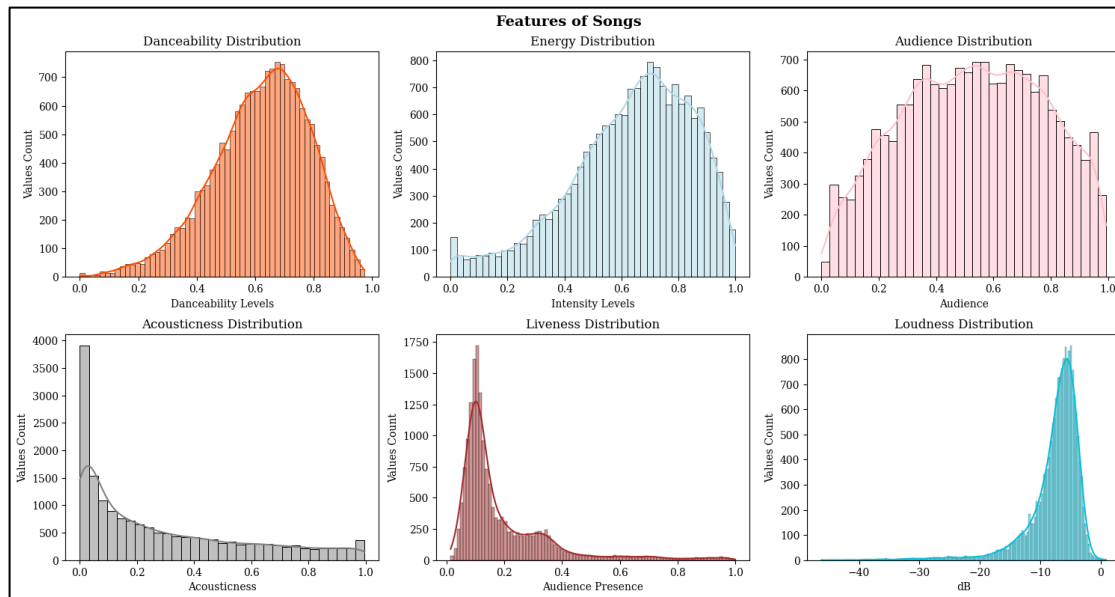 Features of Songs
Danceability Distribution
Energy Distribution
Audience Distribution
Values Count
700
600
500
400
300
200
100
0
0.0 0.2 0.4 0.6 0.8 1.0
Danceability Levels
Values Count
800
700
600
500
400
300
200
100
0
0.0 0.2 0.4 0.6 0.8 1.0
Intensity Levels
Values Count
700
600
500
400
300
200
100
0
0.0 0.2 0.4 0.6 0.8 1.0
Audience
Acousticness Distribution
Liveness Distribution
Loudness Distribution
Values Count
4000
3500
3000
2500
2000
1500
1000
500
0
0.0 0.2 0.4 0.6 0.8 1.0
Acousticness
Values Count
1750
1500
1250
1000
750
500
250
0
0.0 0.2 0.4 0.6 0.8 1.0
Audience Presence
Values Count
800
700
600
500
400
300
200
100
0
−40 −30 −20 −10 0
dB